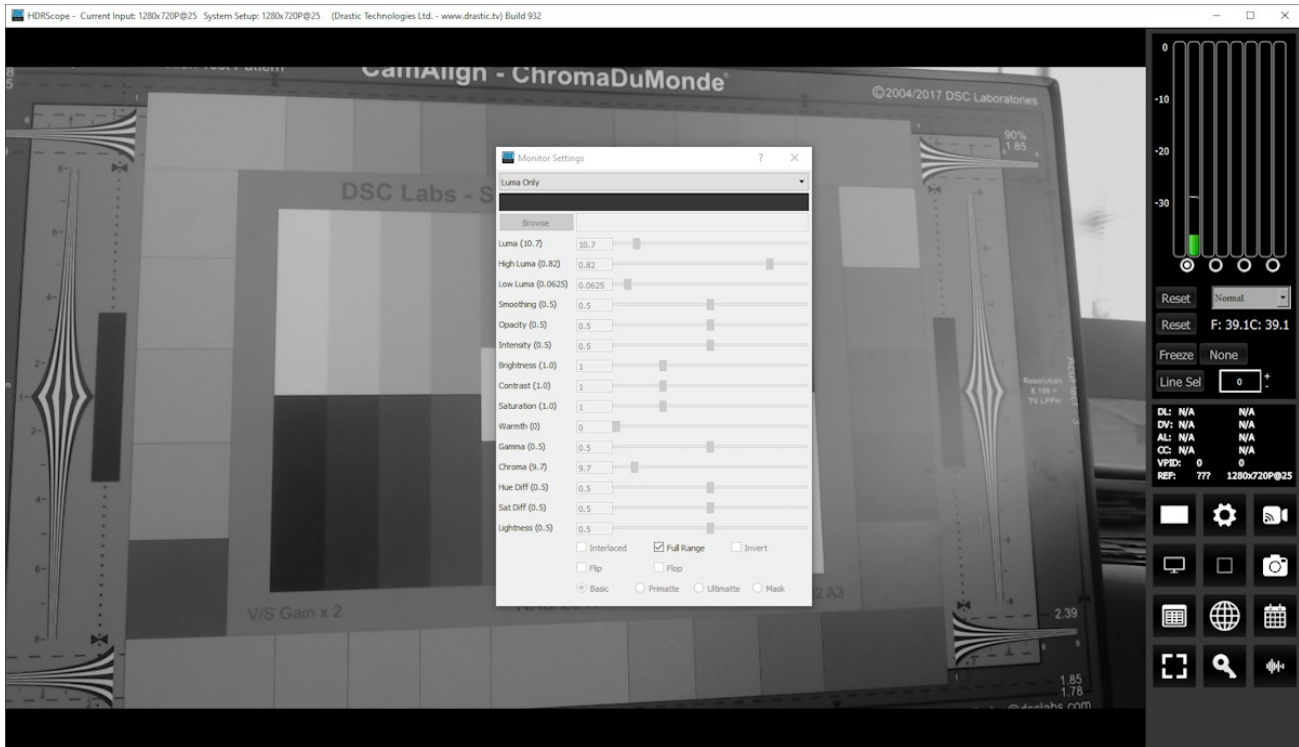 HDRScope - Current Input: 1280x720P@25 System Setup: 1280x720P@25 (Drastic Technologies Ltd. - www.drastic.tv) Build 932
CamAlign - ChromaDuMonde
©2004/2017 DSC Laboratories
90%
1.85
DSC Labs - S
Monitor Settings
?
Luma Only
Browse
Luma (10.7) 10.7
High Luma (0.82) 0.82
Low Luma (0.0625) 0.0625
Smoothing (0.5) 0.5
Opacity (0.5) 0.5
Intensity (0.5) 0.5
Brightness (1.0) 1
Contrast (1.0) 1
Saturation (1.0) 1
Warmth (0) 0
Gamma (0.5) 0.5
Chroma (9.7) 9.7
Hue Diff (0.5) 0.5
Sat Diff (0.5) 0.5
Lightness (0.5) 0.5
Interlaced Full Range Invert
Flip Flop
Basic Primatte Ultimatte Mask
Resolution
X 100 =
TV LPPH
V/S Gain x 2
2.39
1.85
1.78
0
-10
-20
-30
Reset Normal
Reset F: 39.1C: 39.1
Freeze None
Line Sel 0 + -
DL: N/A N/A
DV: N/A N/A
AL: N/A N/A
CC: N/A N/A
VPID: 0 0
REF: ??? 1280x720P@25